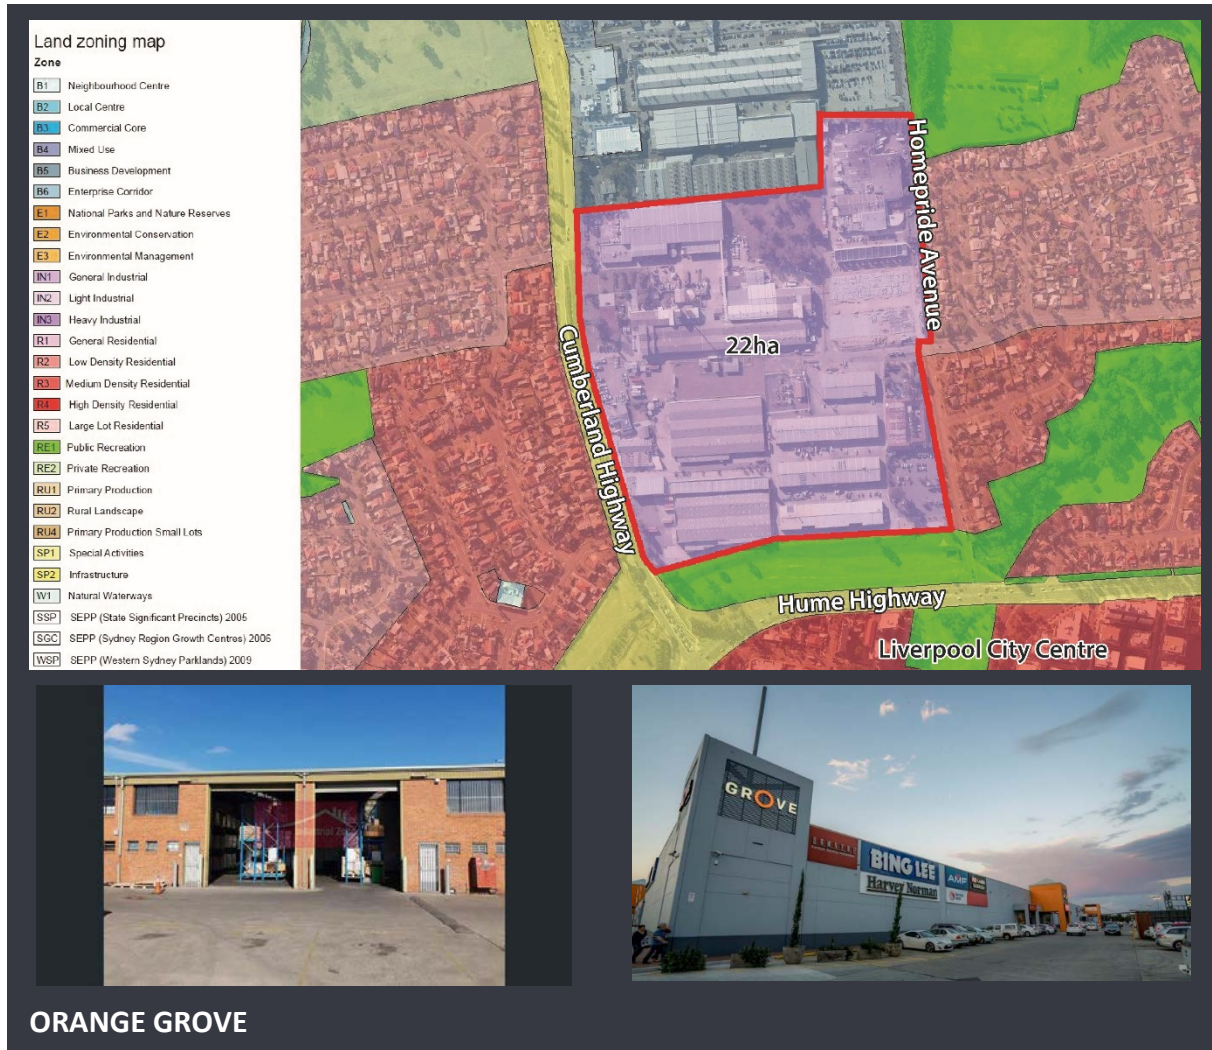 Land zoning map
Zone
B1 Neighbourhood Centre
B2 Local Centre
B3 Commercial Core
B4 Mixed Use
B5 Business Development
B6 Enterprise Corridor
E1 National Parks and Nature Reserves
E2 Environmental Conservation
E3 Environmental Management
IN1 General Industrial
IN2 Light Industrial
IN3 Heavy Industrial
R1 General Residential
R2 Low Density Residential
R3 Medium Density Residential
R4 High Density Residential
R5 Large Lot Residential
RE1 Public Recreation
RE2 Private Recreation
RU1 Primary Production
RU2 Rural Landscape
RU4 Primary Production Small Lots
SP1 Special Activities
SP2 Infrastructure
W1 Natural Waterways
SSP SEPP (State Significant Precincts) 2005
SGC SEPP (Sydney Region Growth Centres) 2006
WSP SEPP (Western Sydney Parklands) 2009
Homepride Avenue
22ha
Cumberland Highway
Hume Highway
Liverpool City Centre
GROVE
BING LEE
Harvey Norman
AMF
ORANGE GROVE